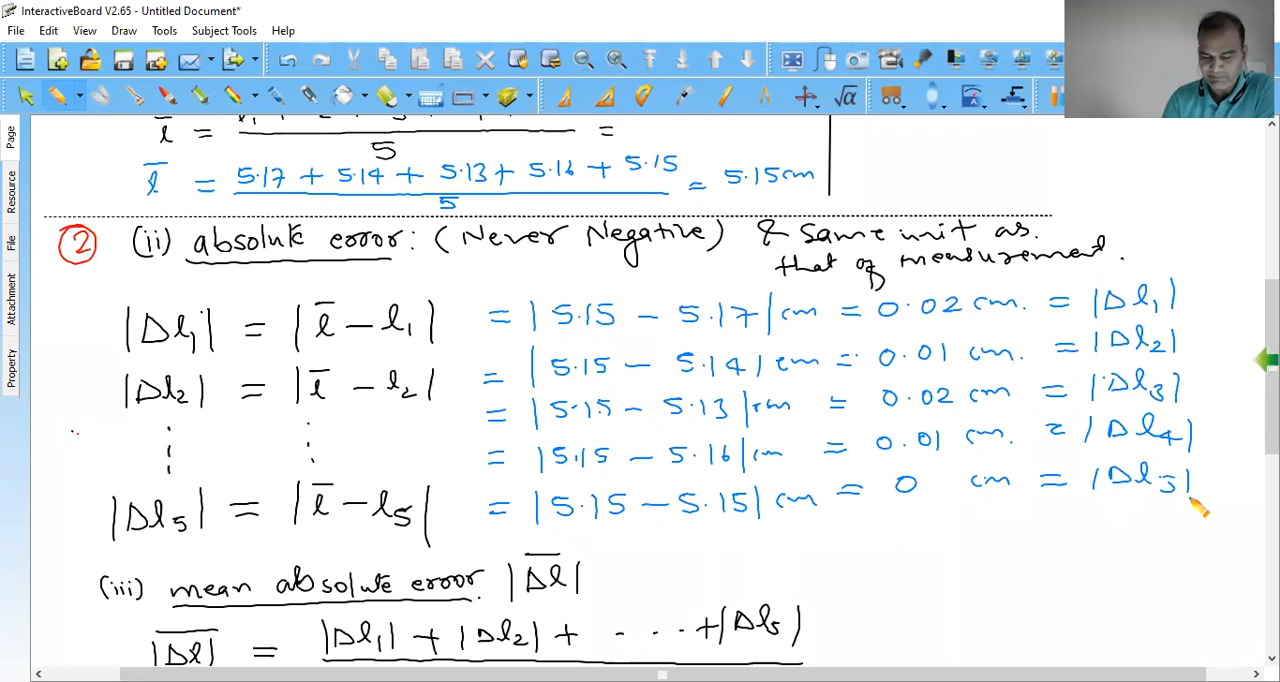 InteractiveBoard V2.65 - Untitled Document*
File Edit View Draw Tools Subject Tools Help
Page
Resource
File
Attachment
Property
l̅ = ——— =
5
l̅ = 5.17 + 5.14 + 5.13 + 5.16 + 5.15 = 5.15cm
5
② (ii) absolute error: (Never Negative) & same unit as
that of measurement.
|Δl₁| = |l̅ − l₁| = |5.15 − 5.17|cm = 0.02 cm. = |Δl₁|
= |5.15 − 5.14|cm = 0.01 cm. = |Δl₂|
|Δl₂| = |l̅ − l₂| = |5.15 − 5.13|cm = 0.02 cm = |Δl₃|
= |5.15 − 5.16|cm = 0.01 cm. = |Δl₄|
|Δl₅| = |l̅ − l₅| = |5.15 − 5.15|cm = 0 cm = |Δl₅|
(iii) mean absolute error. |Δl̅|
|Δl|̅ = |Δl₁| + |Δl₂| + . . . . + |Δl₅|